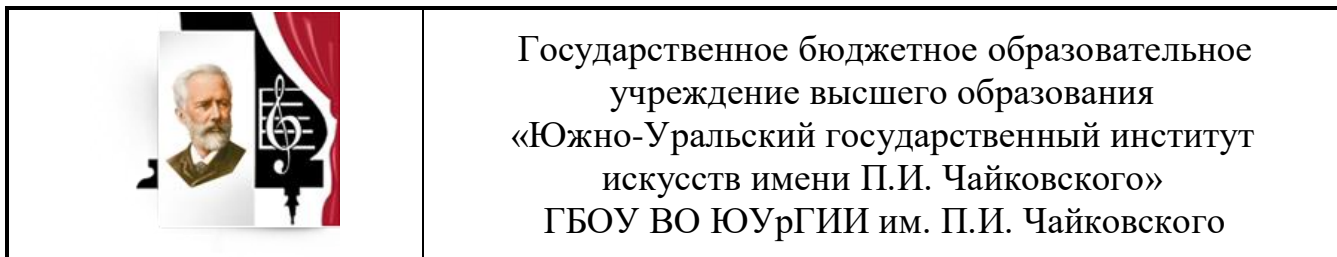 Государственное бюджетное образовательное
учреждение высшего образования
«Южно-Уральский государственный институт
искусств имени П.И. Чайковского»
ГБОУ ВО ЮУрГИИ им. П.И. Чайковского